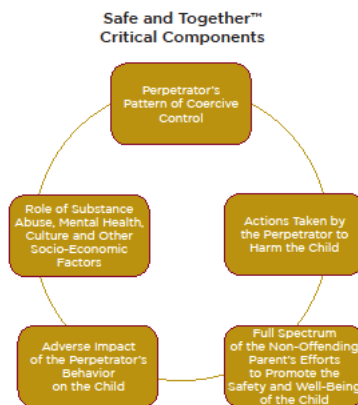 Safe and Together™
Critical Components
Perpetrator's
Pattern of Coercive
Control
Role of Substance
Abuse, Mental Health,
Culture and Other
Socio-Economic
Factors
Actions Taken by
the Perpetrator to
Harm the Child
Adverse Impact
of the Perpetrator's
Behavior
on the Child
Full Spectrum
of the Non-Offending
Parent's Efforts
to Promote the
Safety and Well-Being
of the Child